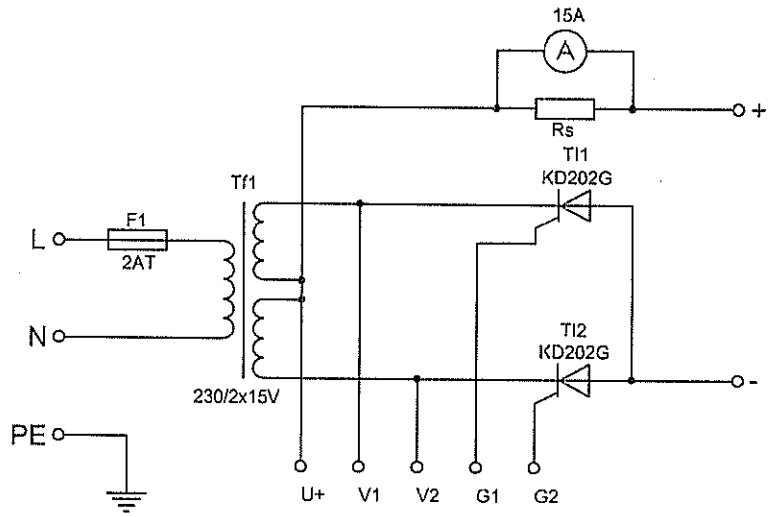 15A
A
+
Rs
Tl1
KD202G
Tf1
F1
L
2AT
N
Tl2
KD202G
230/2x15V
-
PE
U+ V1 V2 G1 G2